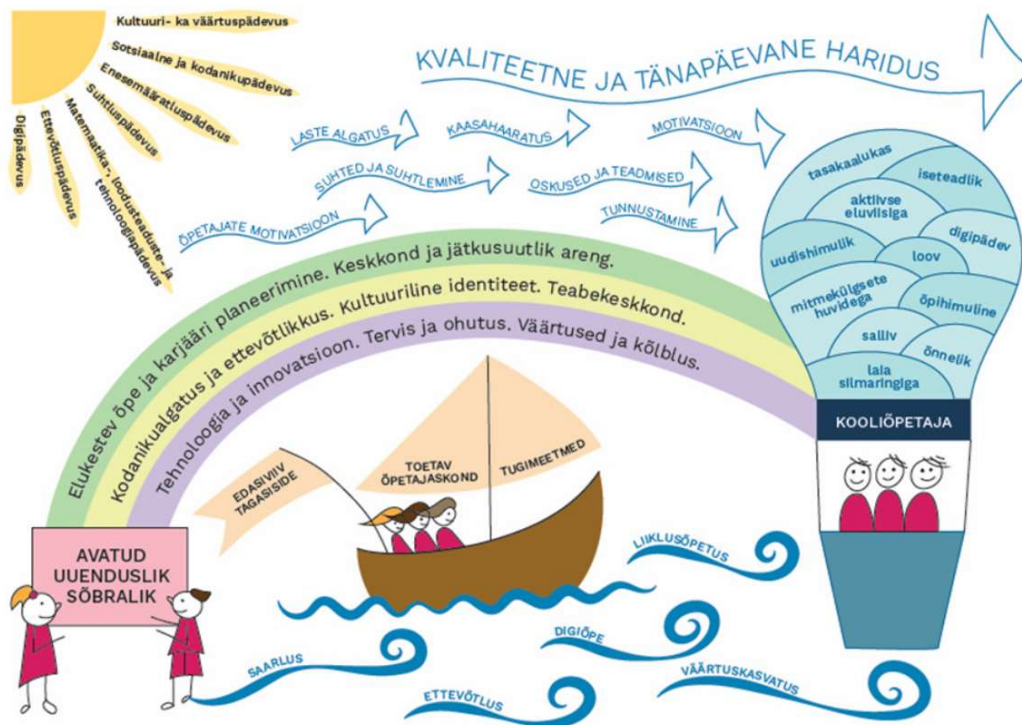 Kultuuri- ka väärtuspädevus
Sotsiaalne ja kodanikupädevus
Enesemääratluspädevus
Suhtluspädevus
Matemaatika-, loodusteaduste- ja
tehnoloogiapädevus
Ettevõtluspädevus
Digipädevus
KVALITEETNE JA TÄNAPÄEVANE HARIDUS
LASTE ALGATUS
KAASAHAARATUS
MOTIVATSIOON
SUHTED JA SUHTLEMINE
OSKUSED JA TEADMISED
ÕPETAJATE MOTIVATSIOON
TUNNUSTAMINE
tasakaalukas
iseteadlik
aktiivse
eluviisiga
digipädev
uudishimulik
loov
mitmekülgsete
huvidega
õpihimuline
salliv
õnnelik
laia
silmaringiga
KOOLIÕPETAJA
Elukestev õpe ja karjääri planeerimine. Keskkond ja jätkusuutlik areng.
Kodanikualgatus ja ettevõtlikkus. Kultuuriline identiteet. Teabekeskkond.
Tehnoloogia ja innovatsioon. Tervis ja ohutus. Väärtused ja kõlblus.
EDASIVIIV
TAGASISIDE
TOETAV
ÕPETAJASKOND
TUGIMEETMED
AVATUD
UUENDUSLIK
SÕBRALIK
LIIKLUSÕPETUS
DIGIÕPE
SAARLUS
VÄÄRTUSKASVATUS
ETTEVÕTLUS